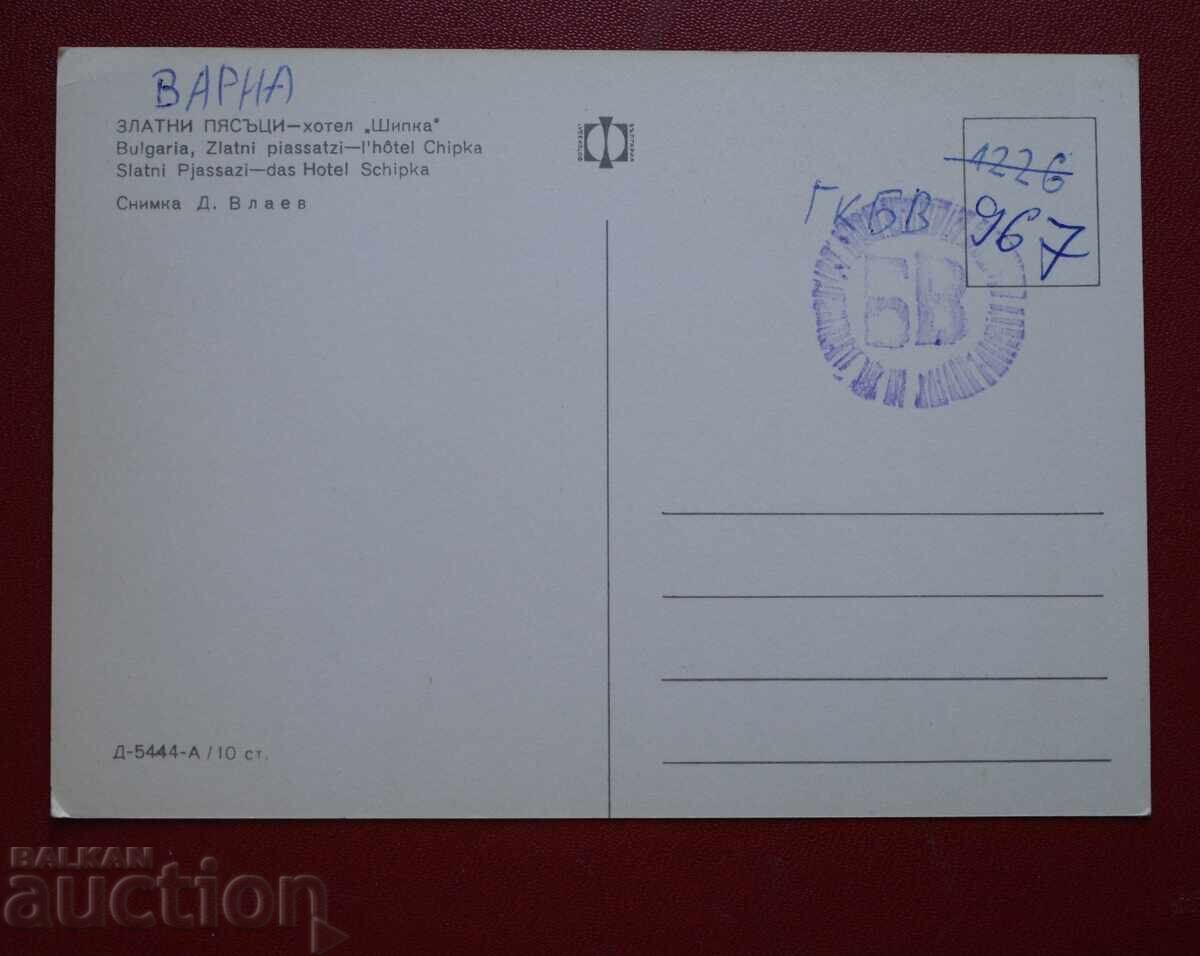 ВАРНА
ЗЛАТНИ ПЯСЪЦИ—хотел „Шипка"
Bulgaria, Zlatni piassatzi—l'hôtel Chipka
Slatni Pjassazi—das Hotel Schipka
Снимка Д. Влаев
1226
ГКБВ 967
БВ
Д-5444-А / 10 ст.
BALKAN
auction